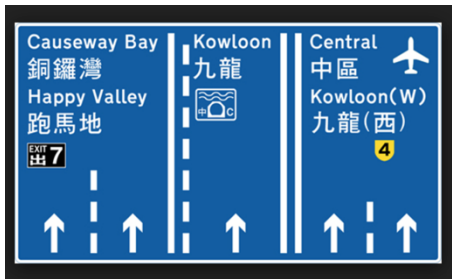 Causeway Bay
銅鑼灣
Happy Valley
跑馬地
EXIT
出 7
Kowloon
九龍
中 C
Central
中區
Kowloon(W)
九龍(西)
4